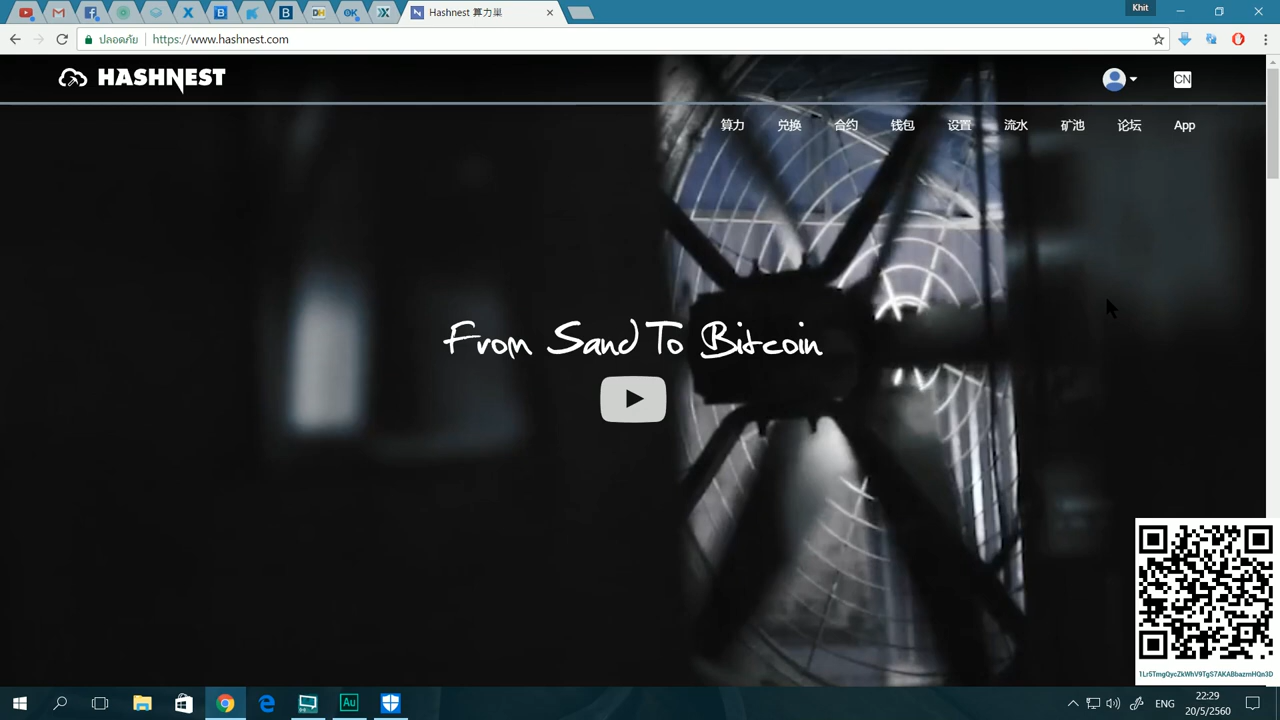 Hashnest 算力巢
Khit
ปลอดภัย
https://www.hashnest.com
HASHNEST
CN
算力 兑换 合约 钱包 设置 流水 矿池 论坛 App
From Sand To Bitcoin
1Lr5TmgQycZkWhV9TgS7AKABbazmHQn3D
Au
ENG
22:29
20/5/2560